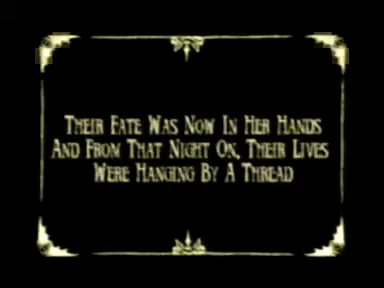 Their Fate Was Now In Her Hands
And From That Night On, Their Lives
Were Hanging By A Thread